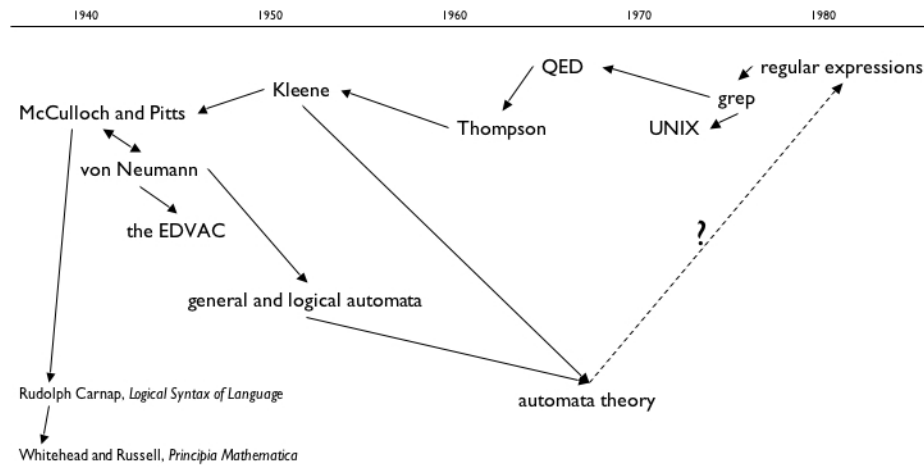 1940 1950 1960 1970 1980
QED
regular expressions
Kleene
grep
McCulloch and Pitts
Thompson
UNIX
von Neumann
the EDVAC
?
general and logical automata
Rudolph Carnap, Logical Syntax of Language
automata theory
Whitehead and Russell, Principia Mathematica